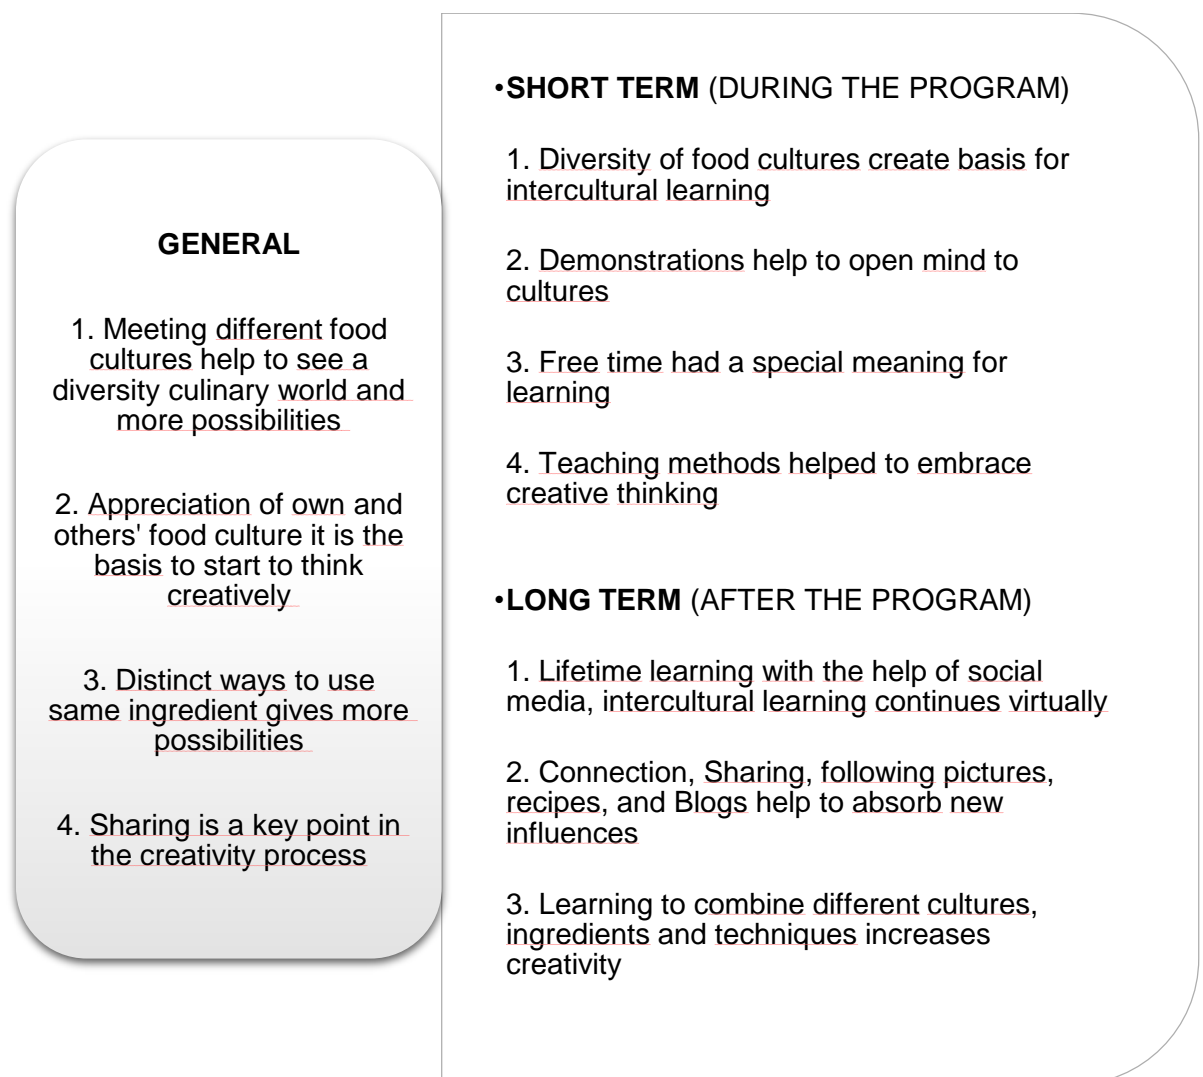 GENERAL
1. Meeting different food
cultures help to see a
diversity culinary world and
more possibilities
2. Appreciation of own and
others' food culture it is the
basis to start to think
creatively
3. Distinct ways to use
same ingredient gives more
possibilities
4. Sharing is a key point in
the creativity process
•SHORT TERM (DURING THE PROGRAM)
1. Diversity of food cultures create basis for
intercultural learning
2. Demonstrations help to open mind to
cultures
3. Free time had a special meaning for
learning
4. Teaching methods helped to embrace
creative thinking
•LONG TERM (AFTER THE PROGRAM)
1. Lifetime learning with the help of social
media, intercultural learning continues virtually
2. Connection, Sharing, following pictures,
recipes, and Blogs help to absorb new
influences
3. Learning to combine different cultures,
ingredients and techniques increases
creativity